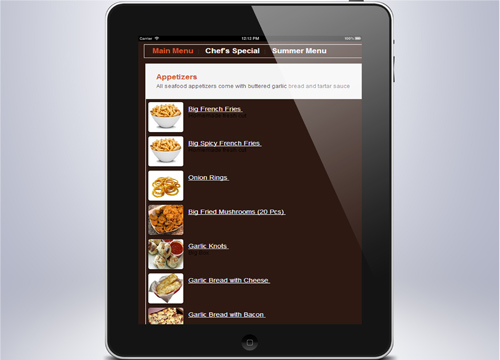 Carrier
12:12 PM
100%
Main Menu Chef's Special Summer Menu
Appetizers
All seafood appetizers come with buttered garlic bread and tartar sauce
Big French Fries
Big Spicy French Fries
Onion Rings
Big Fried Mushrooms (20 Pcs)
Garlic Knots
Garlic Bread with Cheese
Garlic Bread with Bacon